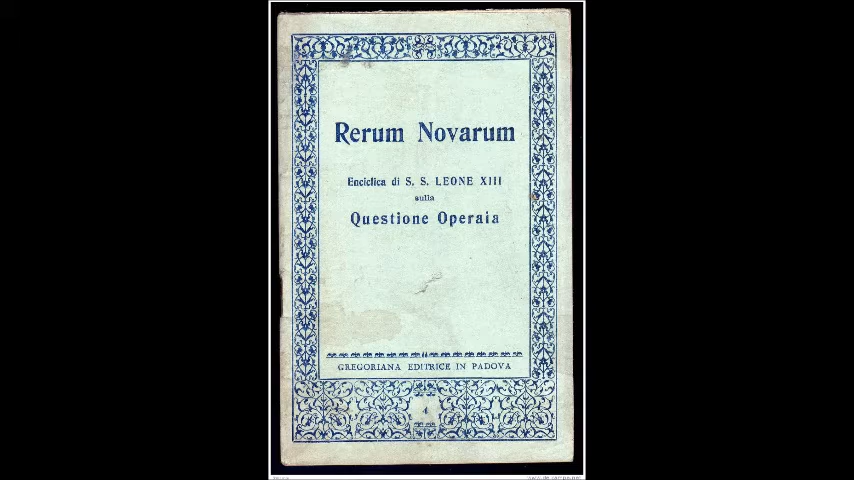 Rerum Novarum
Enciclica di S. S. LEONE XIII
sulla
Questione Operaia
GREGORIANA EDITRICE IN PADOVA
4